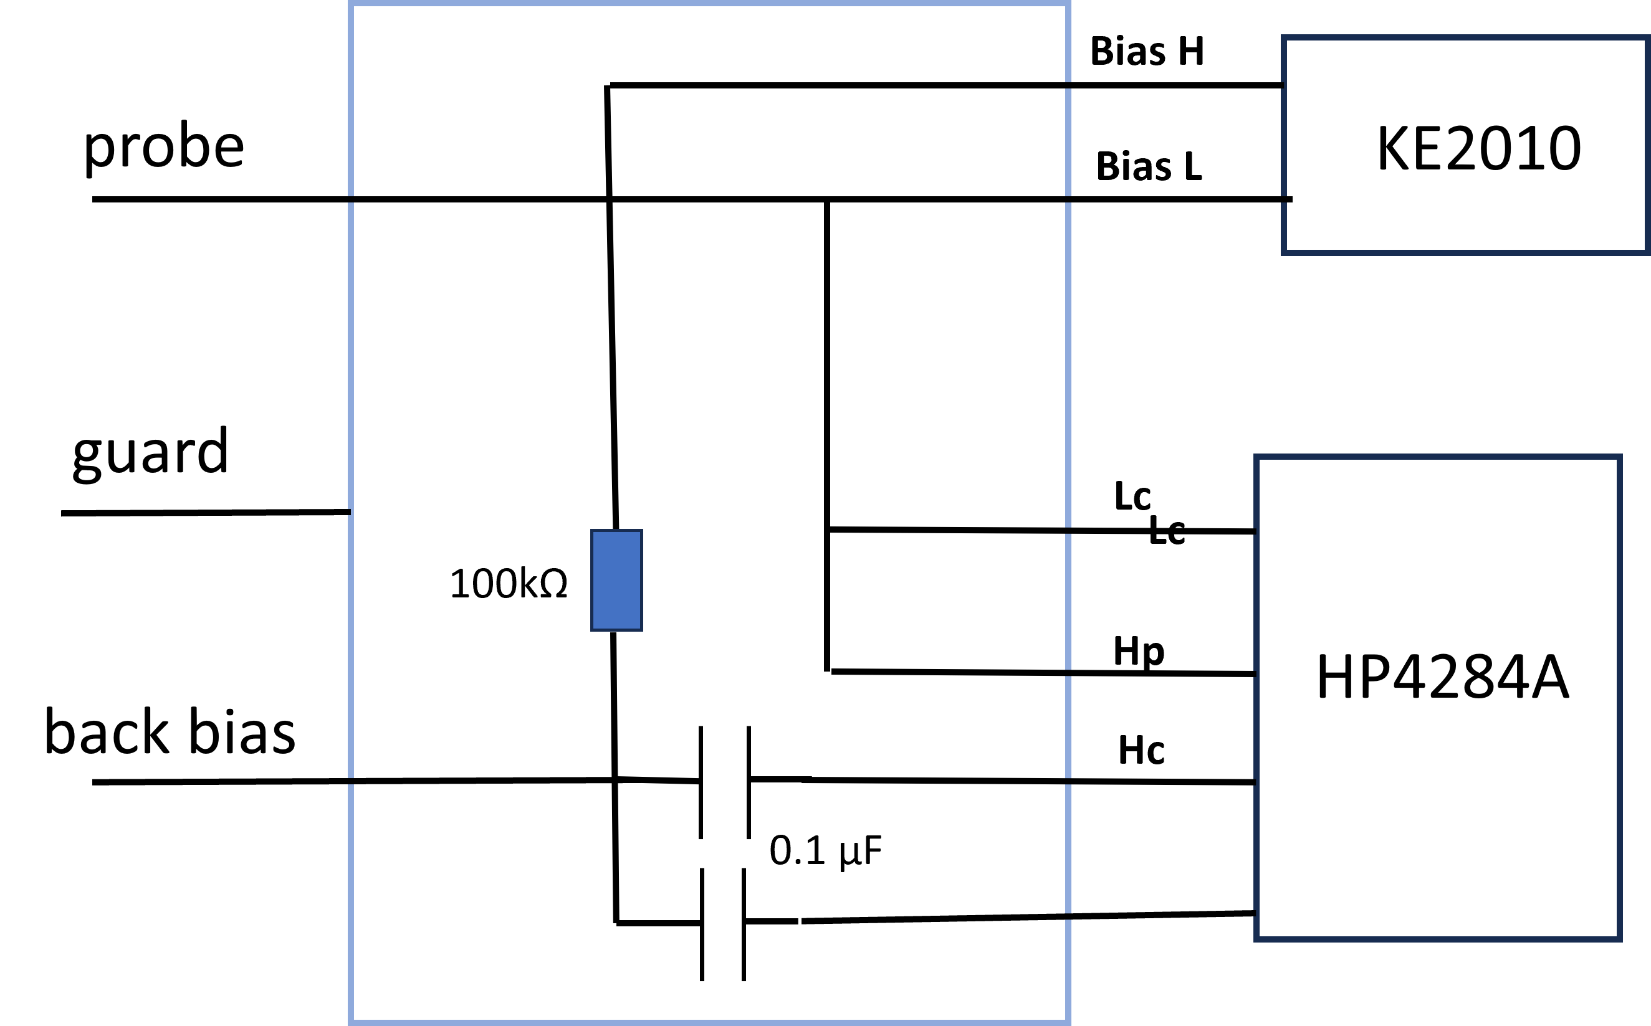 Bias H
KE2010
probe
Bias L
guard
Lc
Lc
100kΩ
Hp
HP4284A
back bias
Hc
0.1 µF